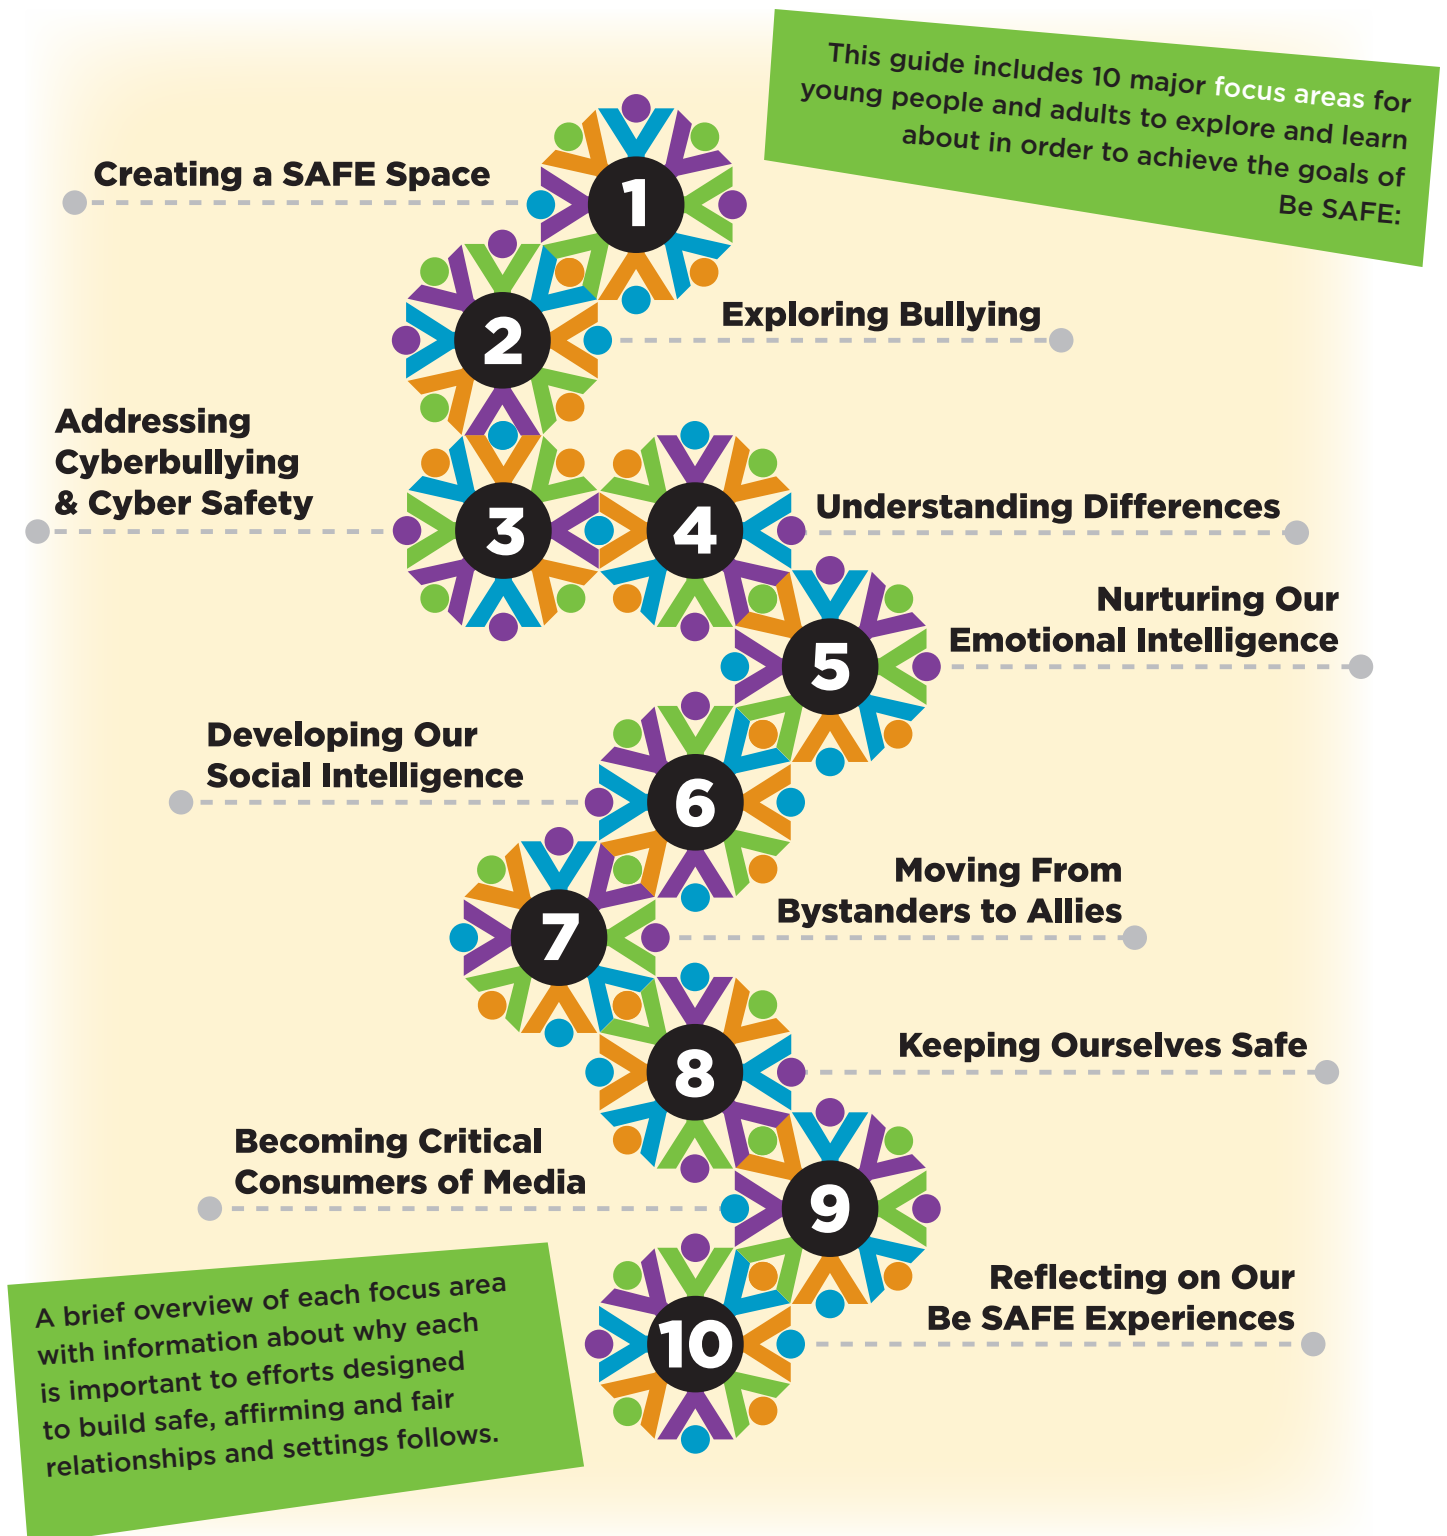 This guide includes 10 major focus areas for
young people and adults to explore and learn
about in order to achieve the goals of
Be SAFE:
Creating a SAFE Space
1
2
Exploring Bullying
Addressing
Cyberbullying
& Cyber Safety
3
4
Understanding Differences
Nurturing Our
Emotional Intelligence
5
Developing Our
Social Intelligence
6
Moving From
Bystanders to Allies
7
8
Keeping Ourselves Safe
Becoming Critical
Consumers of Media
9
Reflecting on Our
Be SAFE Experiences
10
A brief overview of each focus area
with information about why each
is important to efforts designed
to build safe, affirming and fair
relationships and settings follows.